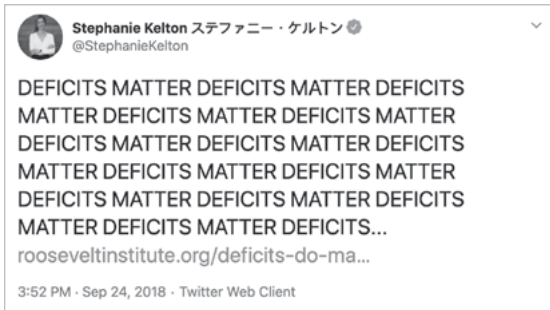 Stephanie Kelton ステファニー・ケルトン
@StephanieKelton
DEFICITS MATTER DEFICITS MATTER DEFICITS
MATTER DEFICITS MATTER DEFICITS MATTER
DEFICITS MATTER DEFICITS MATTER DEFICITS
MATTER DEFICITS MATTER DEFICITS MATTER
DEFICITS MATTER DEFICITS MATTER DEFICITS
MATTER DEFICITS MATTER DEFICITS...
rooseveltinstitute.org/deficits-do-ma...
3:52 PM · Sep 24, 2018 · Twitter Web Client